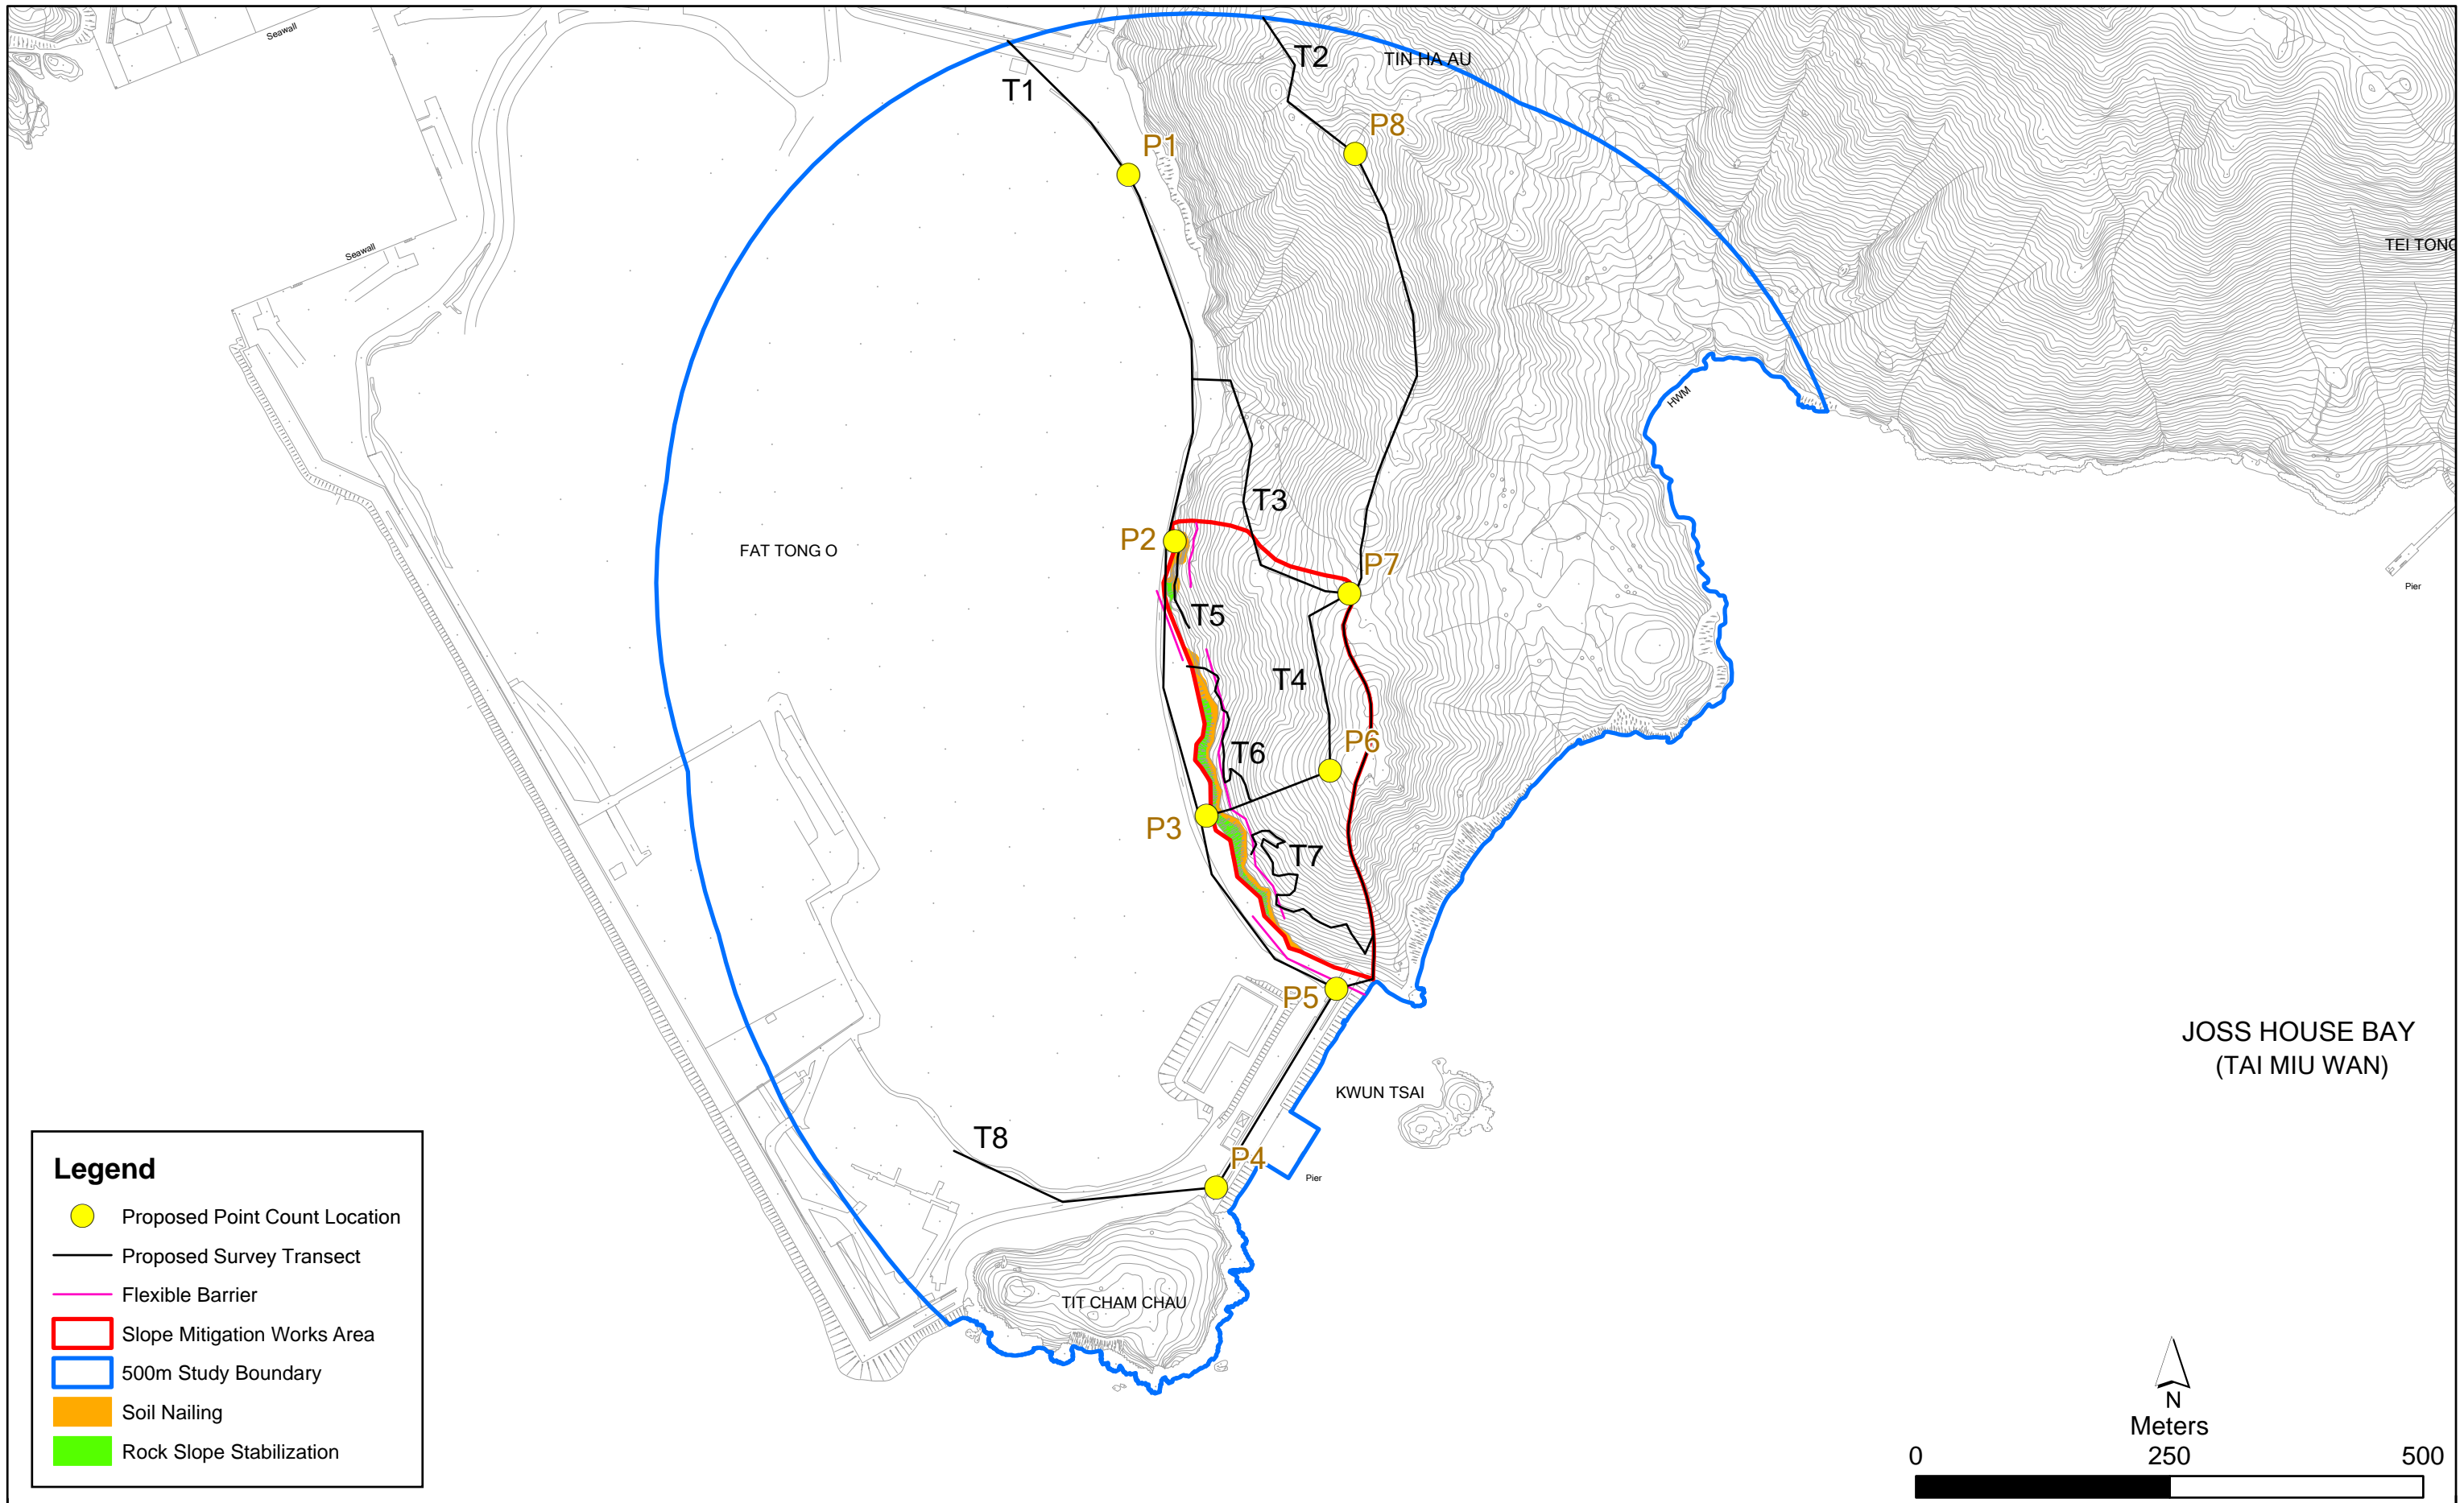 Seawall
TIN HA AU
T2
T1
P8
P1
Seawall
TEI TONG
HWM
T3
P2
FAT TONG O
P7
Pier
T5
T4
P6
T6
P3
T7
P5
JOSS HOUSE BAY
(TAI MIU WAN)
KWUN TSAI
T8
P4
Pier
TIT CHAM CHAU
Legend
Proposed Point Count Location
Proposed Survey Transect
Flexible Barrier
Slope Mitigation Works Area
500m Study Boundary
Soil Nailing
Rock Slope Stabilization
N
Meters
0 250 500